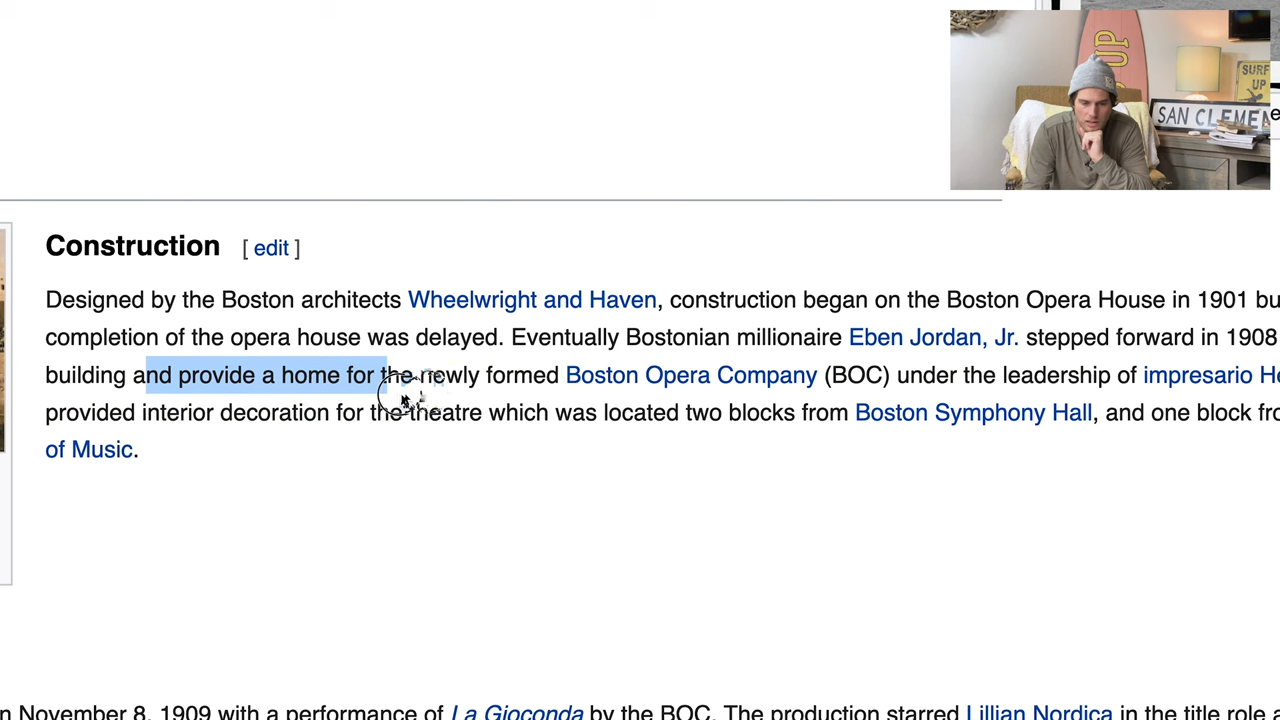 UP
SURF
UP
SAN CLEMEN
e
Construction [ edit ]
Designed by the Boston architects Wheelwright and Haven, construction began on the Boston Opera House in 1901 bu
completion of the opera house was delayed. Eventually Bostonian millionaire Eben Jordan, Jr. stepped forward in 1908
building and provide a home for the newly formed Boston Opera Company (BOC) under the leadership of impresario He
provided interior decoration for the theatre which was located two blocks from Boston Symphony Hall, and one block fro
of Music.
n November 8, 1909 with a performance of La Gioconda by the BOC. The production starred Lillian Nordica in the title role a